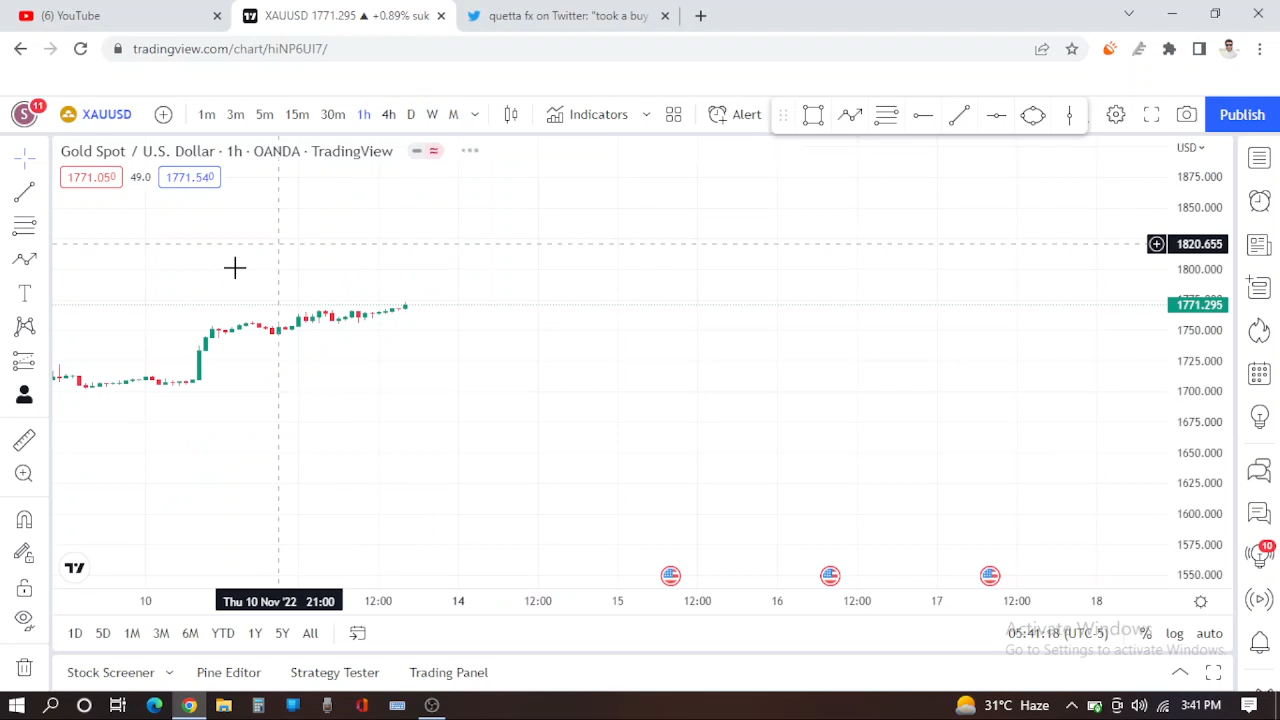 (6) YouTube
XAUUSD 1771.295 ▲ +0.89% suk
quetta fx on Twitter: "took a buy
tradingview.com/chart/hiNP6UI7/
S 11 XAUUSD 1m 3m 5m 15m 30m 1h 4h D W M Indicators Alert Publish
Gold Spot / U.S. Dollar · 1h · OANDA · TradingView
USD
1771.050 49.0 1771.540
1875.000
1850.000
1820.655
1800.000
1771.295
1750.000
1725.000
1700.000
1675.000
1650.000
1625.000
1600.000
1575.000
1550.000
10
10 Thu 10 Nov '22 21:00 12:00 14 12:00 15 12:00 16 12:00 17 12:00 18
1D 5D 1M 3M 6M YTD 1Y 5Y All 05:41:18 (UTC-5) % log auto
Activate Windows
Go to Settings to activate Windows.
Stock Screener Pine Editor Strategy Tester Trading Panel
31°C Haze 3:41 PM